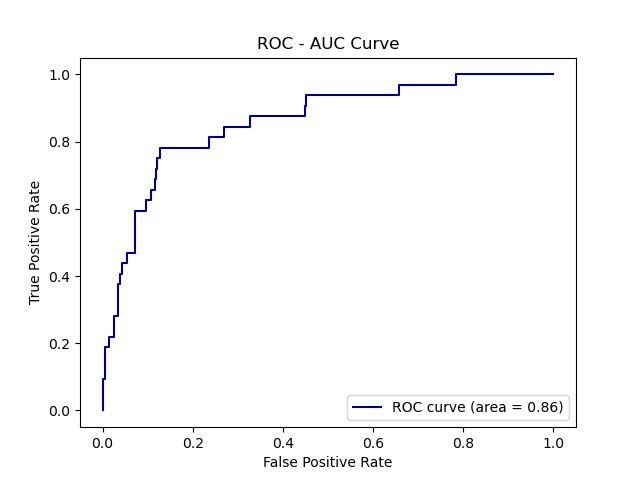 ROC - AUC Curve
True Positive Rate
1.0
0.8
0.6
0.4
0.2
0.0
ROC curve (area = 0.86)
0.0 0.2 0.4 0.6 0.8 1.0
False Positive Rate